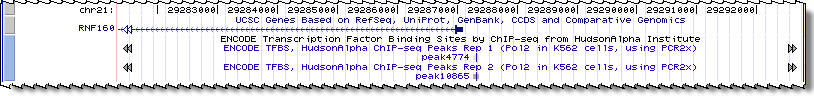 chr21: 29283000| 29284000| 29285000| 29286000| 29287000| 29288000| 29289000| 29290000| 29291000| 29292000|
UCSC Genes Based on RefSeq, UniProt, GenBank, CCDS and Comparative Genomics
RNF160
ENCODE Transcription Factor Binding Sites by ChIP-seq from HudsonAlpha Institute
ENCODE TFBS, HudsonAlpha ChIP-seq Peaks Rep 1 (Pol2 in K562 cells, using PCR2x)
peak4774
ENCODE TFBS, HudsonAlpha ChIP-seq Peaks Rep 2 (Pol2 in K562 cells, using PCR2x)
peak10865